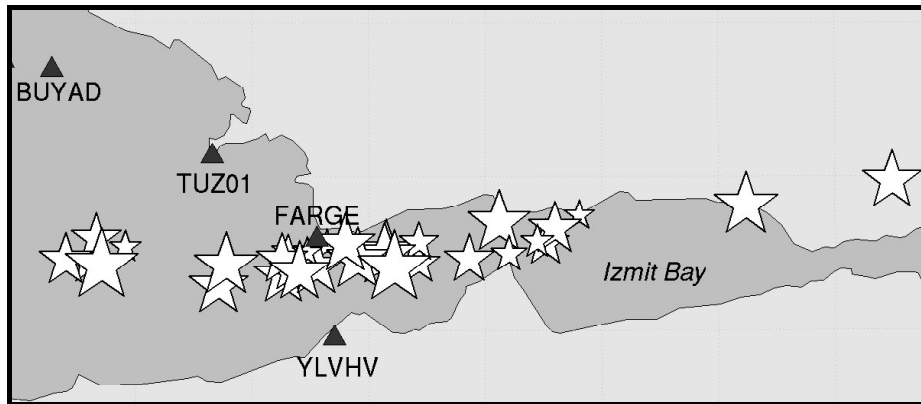 BUYAD
TUZ01
FARGE
Izmit Bay
YLVHV